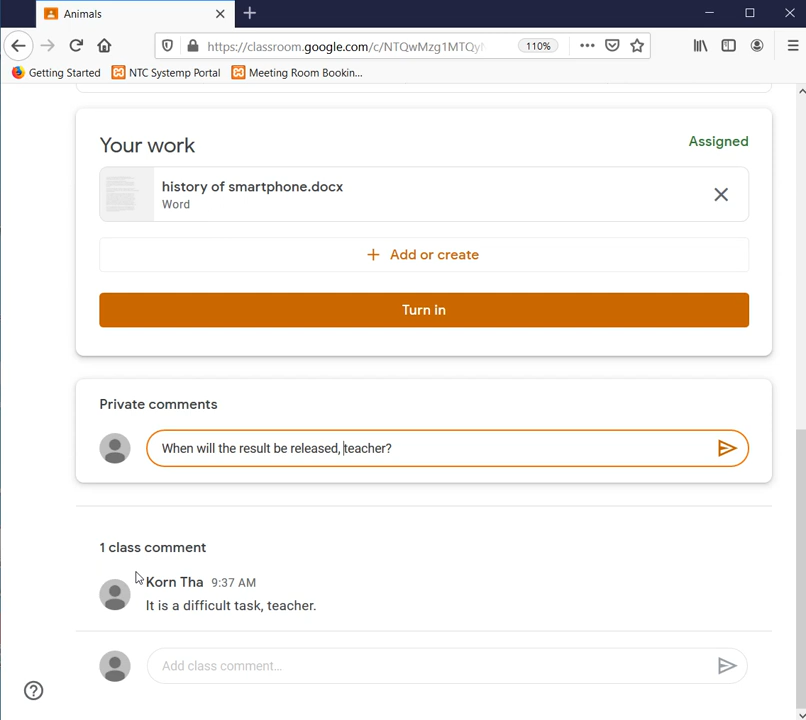 Animals
https://classroom.google.com/c/NTQwMzg1MTQy
110%
Getting Started
NTC Systemp Portal
Meeting Room Bookin...
Your work
Assigned
history of smartphone.docx
Word
+ Add or create
Turn in
Private comments
When will the result be released, teacher?
1 class comment
Korn Tha 9:37 AM
It is a difficult task, teacher.
Add class comment...